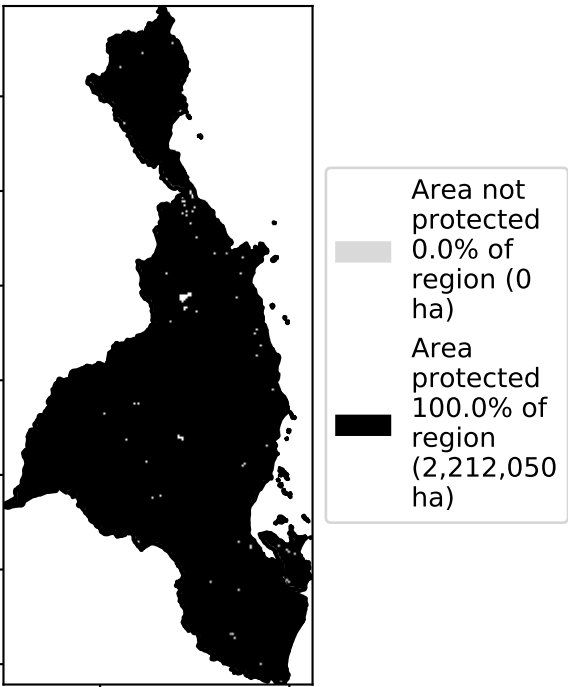 Area not
protected
0.0% of
region (0
ha)
Area
protected
100.0% of
region
(2,212,050
ha)